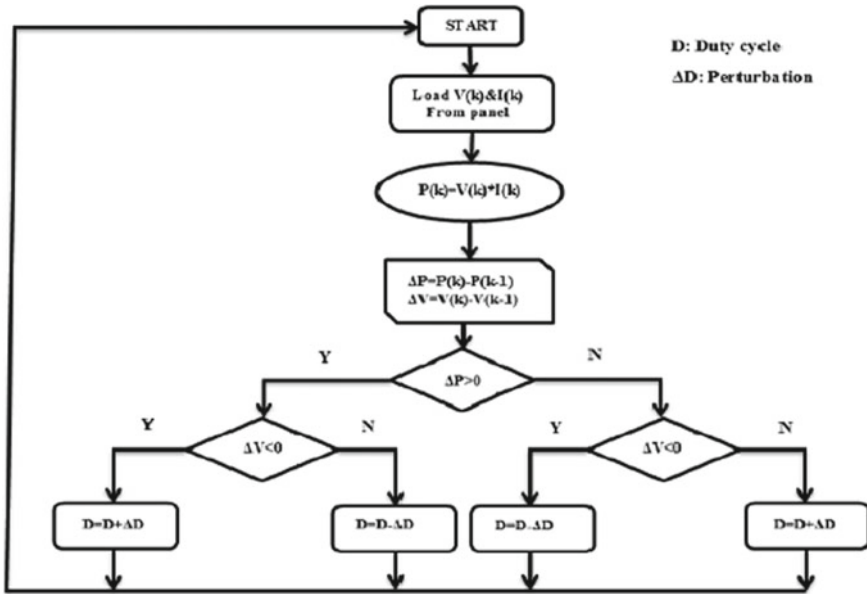 START
D: Duty cycle
ΔD: Perturbation
Load V(k)&I(k)
From panel
P(k)=V(k)*I(k)
ΔP=P(k)-P(k-1)
ΔV=V(k)-V(k-1)
Y
N
ΔP>0
Y
ΔV<0
N
Y
ΔV<0
N
D=D+ΔD
D=D-ΔD
D=D-ΔD
D=D+ΔD